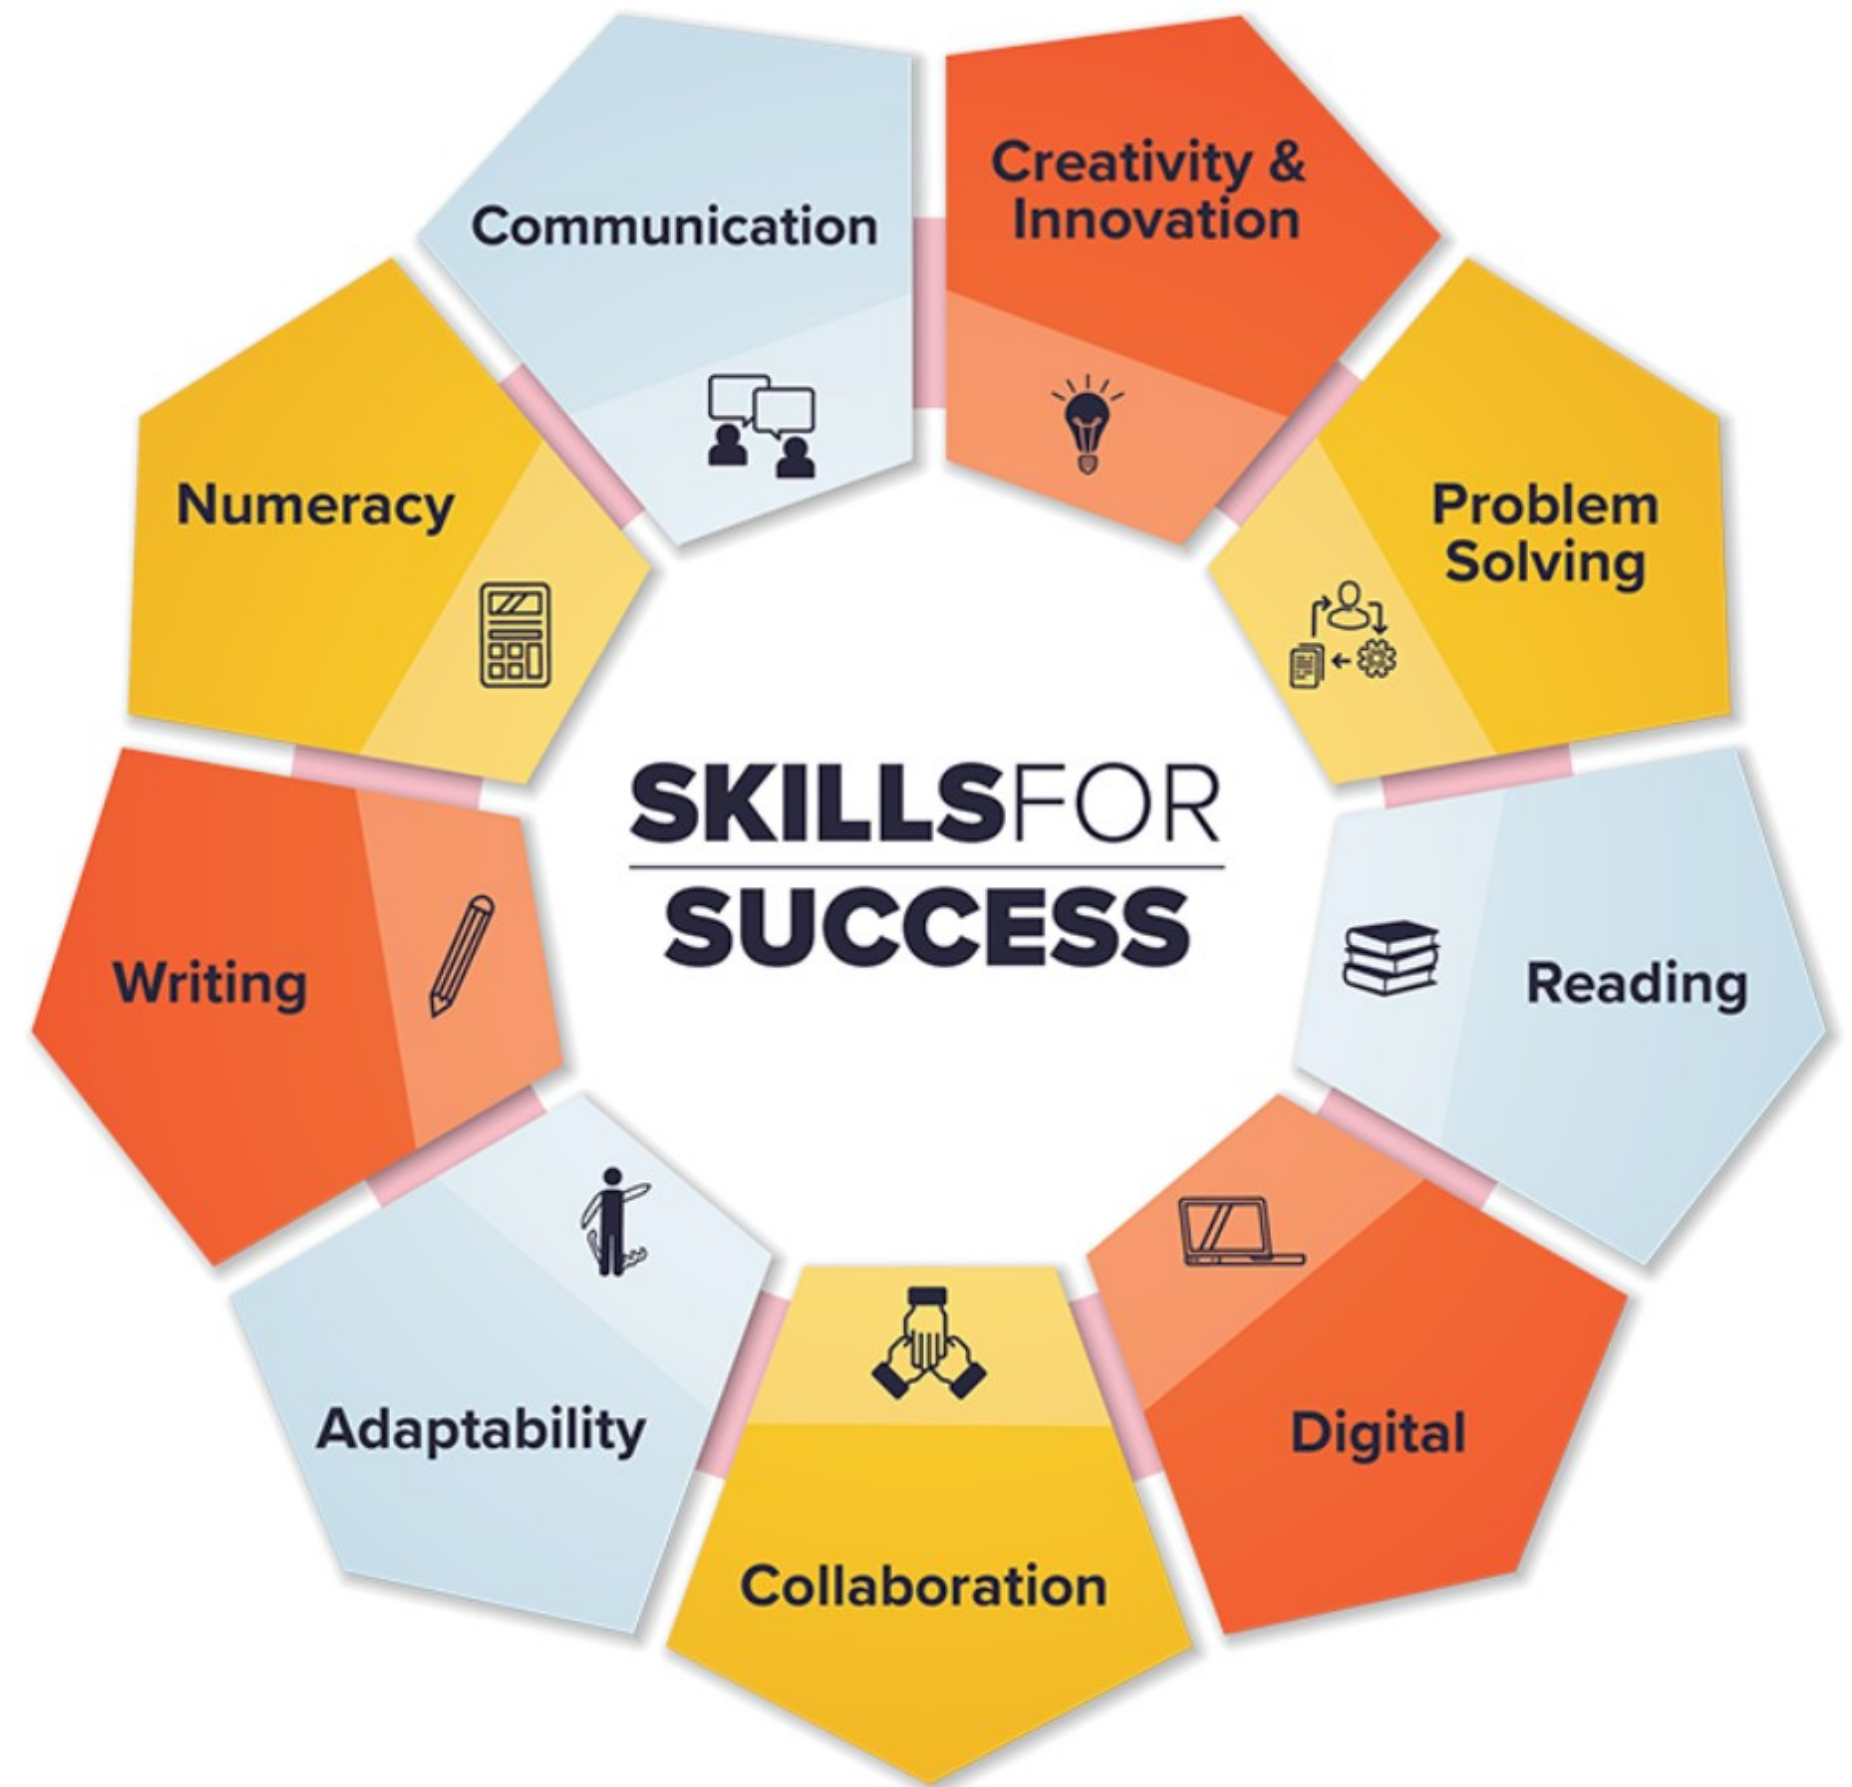 Communication
Creativity &
Innovation
Problem
Solving
Reading
Digital
Collaboration
Adaptability
Writing
Numeracy
SKILLSFOR
SUCCESS